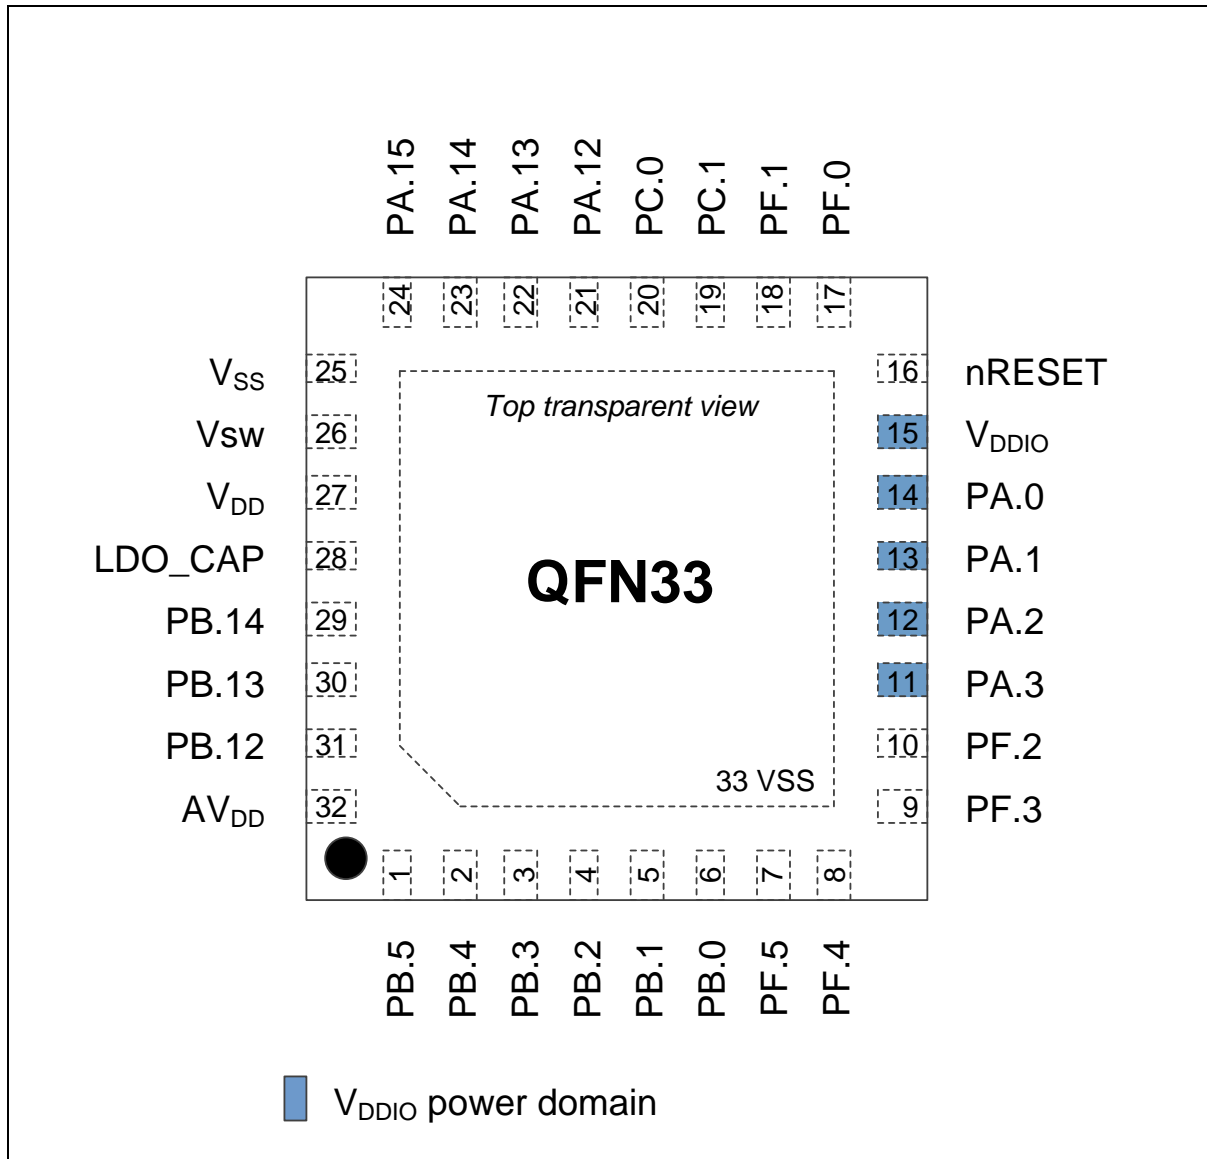 PA.15 PA.14 PA.13 PA.12 PC.0 PC.1 PF.1 PF.0
24 23 22 21 20 19 18 17
VSS 25 16 nRESET
Top transparent view
Vsw 26 15 VDDIO
VDD 27 14 PA.0
LDO_CAP 28 13 PA.1
QFN33
PB.14 29 12 PA.2
PB.13 30 11 PA.3
PB.12 31 10 PF.2
33 VSS
AVDD 32 9 PF.3
1 2 3 4 5 6 7 8
PB.5 PB.4 PB.3 PB.2 PB.1 PB.0 PF.5 PF.4
VDDIO power domain